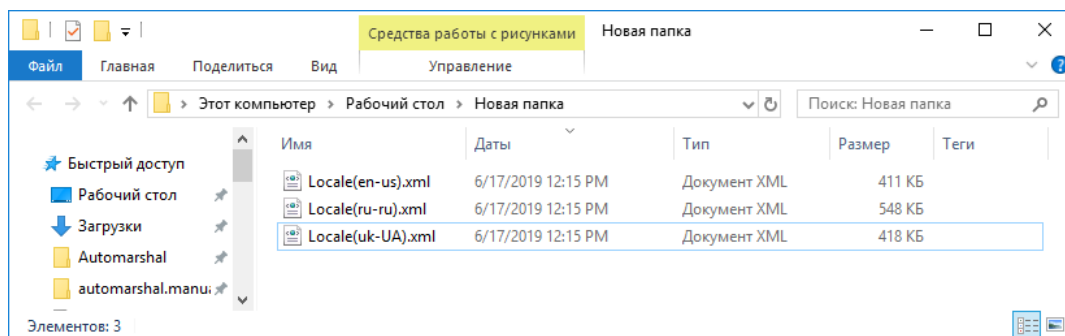 Средства работы с рисунками Новая папка
Файл Главная Поделиться Вид Управление
Этот компьютер Рабочий стол Новая папка Поиск: Новая папка
Имя Даты Тип Размер Теги
Быстрый доступ
Locale(en-us).xml 6/17/2019 12:15 PM Документ XML 411 КБ
Рабочий стол
Locale(ru-ru).xml 6/17/2019 12:15 PM Документ XML 548 КБ
Загрузки
Locale(uk-UA).xml 6/17/2019 12:15 PM Документ XML 418 КБ
Automarshal
automarshal.manua
Элементов: 3